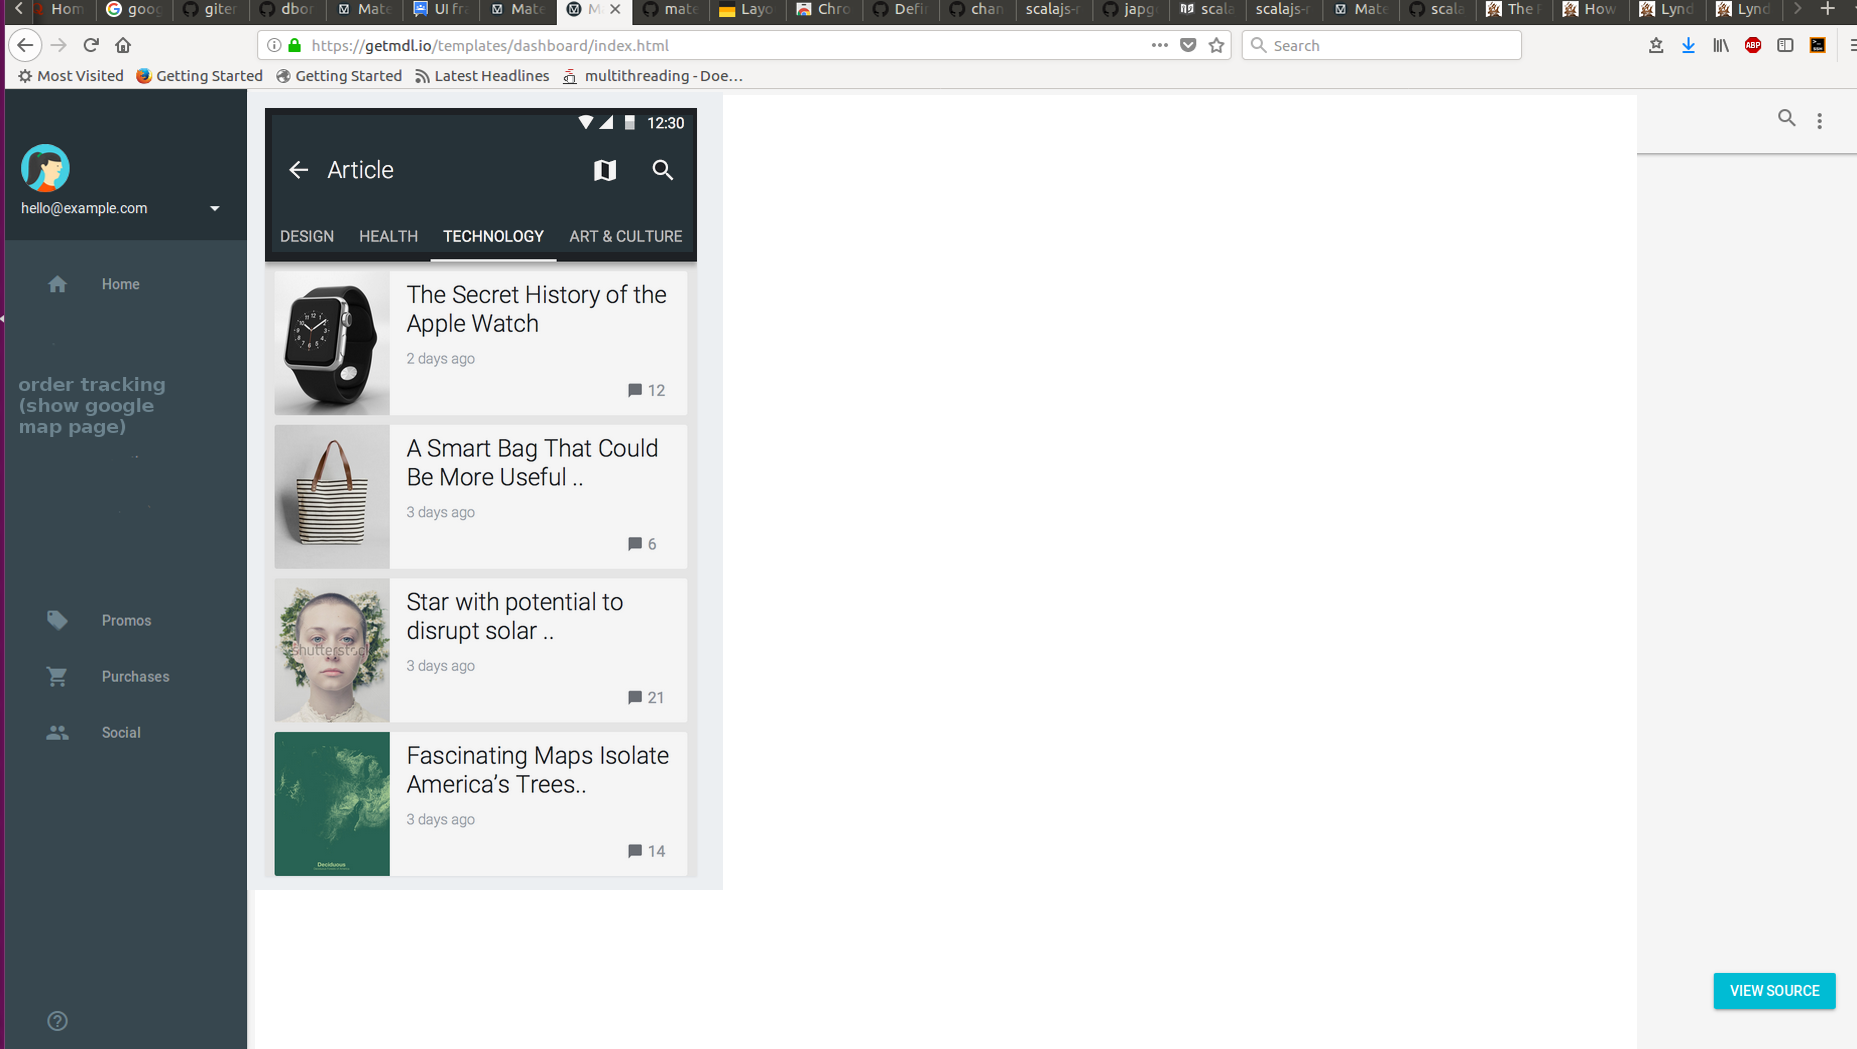 Hom goog giter dbor Mate UI fra Mate M mate Layo Chro Defin chan scalajs-r japg scala scalajs-r Mate scala The How Lynd Lynd
https://getmdl.io/templates/dashboard/index.html
Search
Most Visited Getting Started Getting Started Latest Headlines multithreading - Doe…
hello@example.com
Home
order tracking
(show google
map page)
Promos
Purchases
Social
12:30
Article
DESIGN HEALTH TECHNOLOGY ART & CULTURE
The Secret History of the
Apple Watch
2 days ago
12
A Smart Bag That Could
Be More Useful ..
3 days ago
6
shutterstock
Star with potential to
disrupt solar ..
3 days ago
21
Deciduous
Fascinating Maps Isolate
America’s Trees..
3 days ago
14
VIEW SOURCE